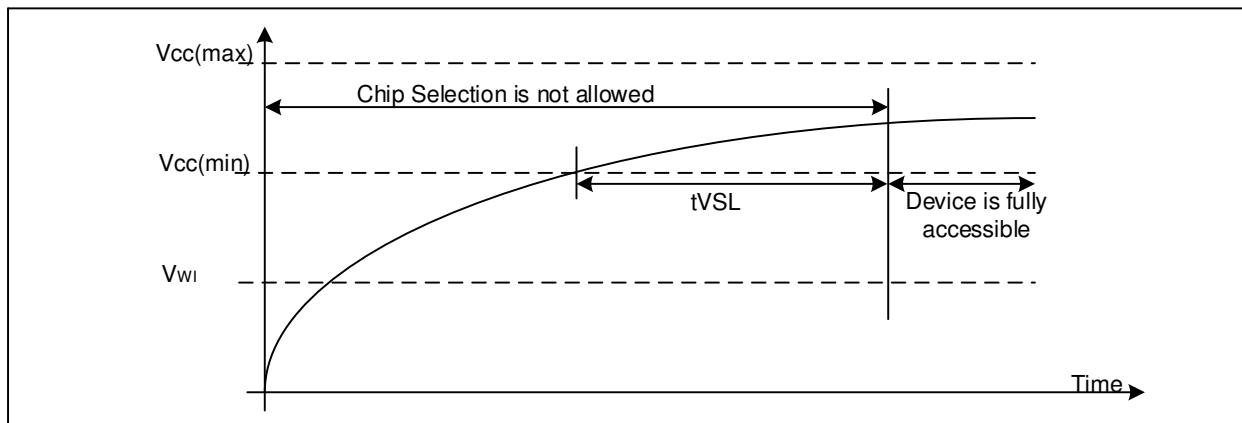 Vcc(max)
Chip Selection is not allowed
Vcc(min)
tVSL
Device is fully
accessible
VWI
Time